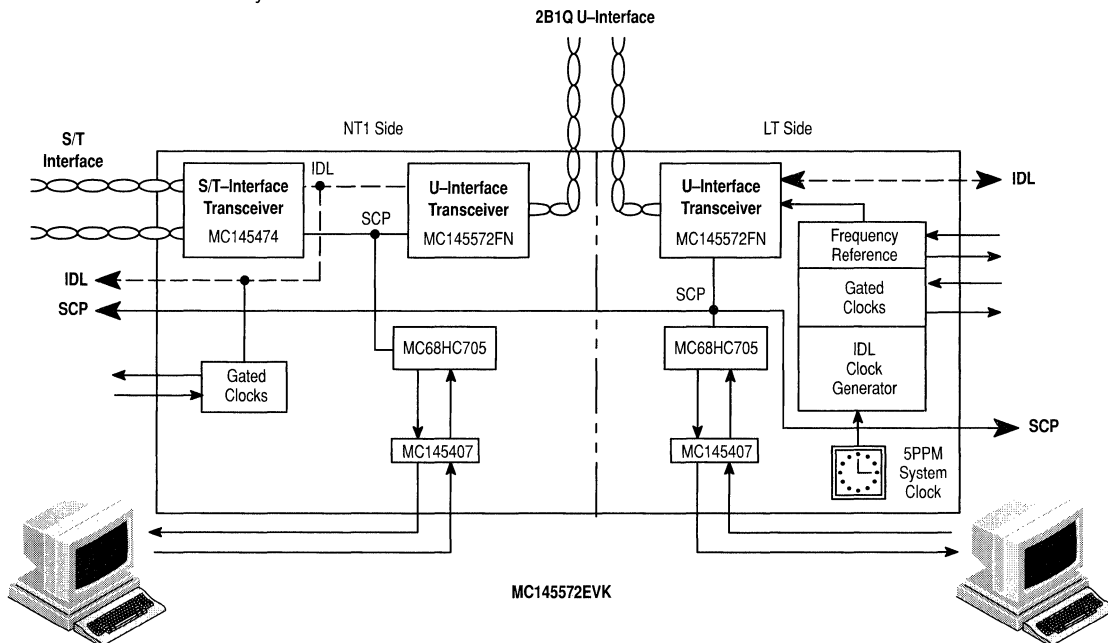 2B1Q U–Interface
NT1 Side
LT Side
S/T
Interface
S/T–Interface
Transceiver
MC145474
IDL
SCP
U–Interface
Transceiver
MC145572FN
U–Interface
Transceiver
MC145572FN
IDL
Frequency
Reference
Gated
Clocks
IDL
Clock
Generator
IDL
SCP
SCP
MC68HC705
MC68HC705
Gated
Clocks
MC145407
MC145407
SCP
5PPM
System
Clock
MC145572EVK